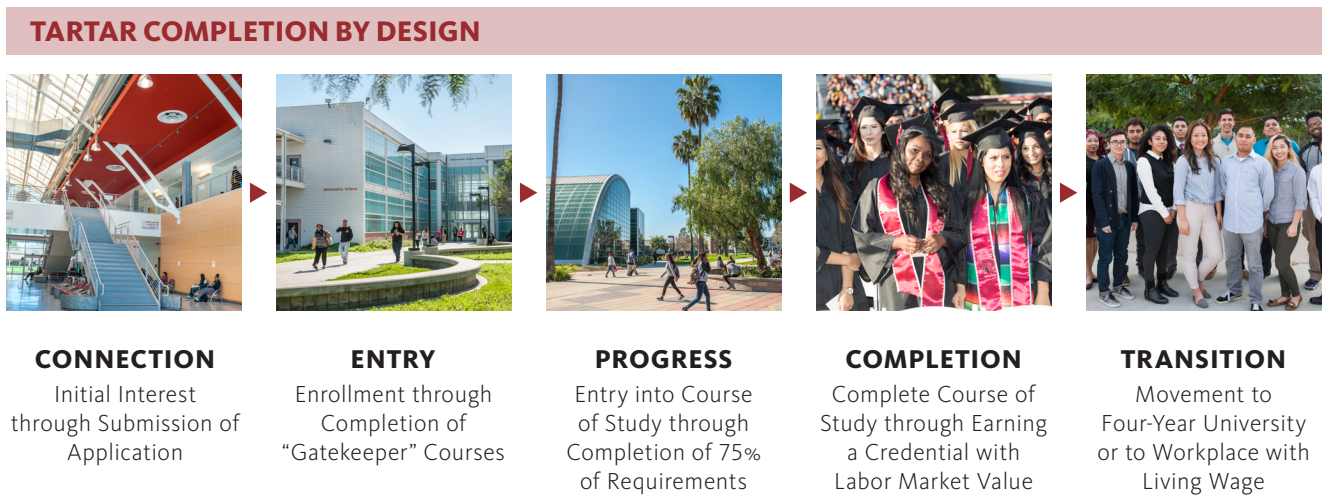 TARTAR COMPLETION BY DESIGN
CONNECTION
Initial Interest
through Submission of
Application
ENTRY
Enrollment through
Completion of
“Gatekeeper” Courses
PROGRESS
Entry into Course
of Study through
Completion of 75%
of Requirements
COMPLETION
Complete Course of
Study through Earning
a Credential with
Labor Market Value
TRANSITION
Movement to
Four-Year University
or to Workplace with
Living Wage